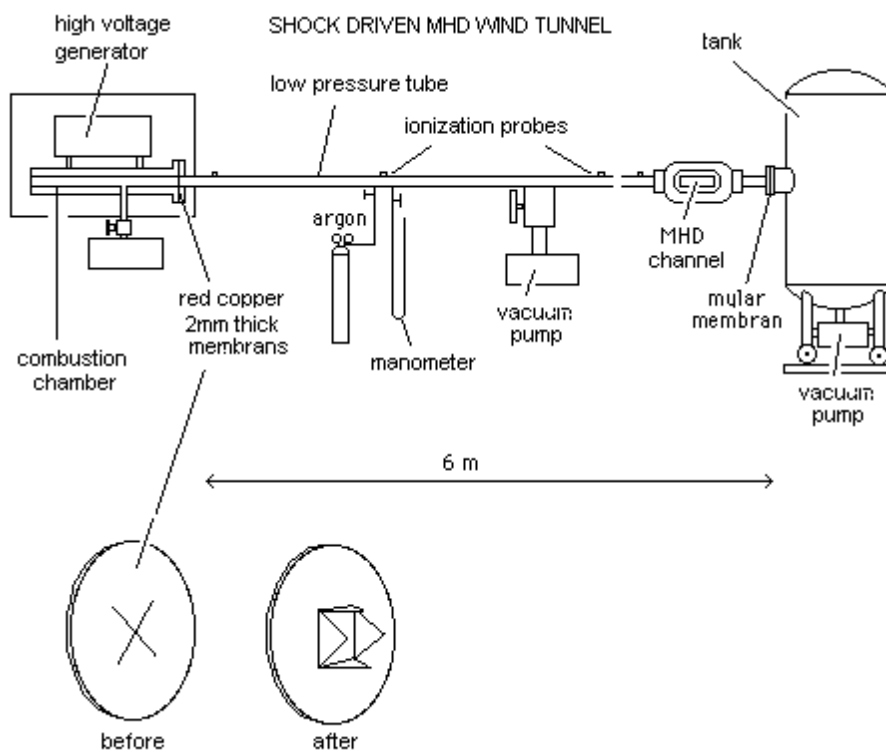 high voltage
generator
SHOCK DRIVEN MHD WIND TUNNEL
tank
low pressure tube
ionization probes
argon
MHD
channel
mylar
membran
red copper
2mm thick
membrans
vacuum
pump
manometer
combustion
chamber
vacuum
pump
6 m
before
after